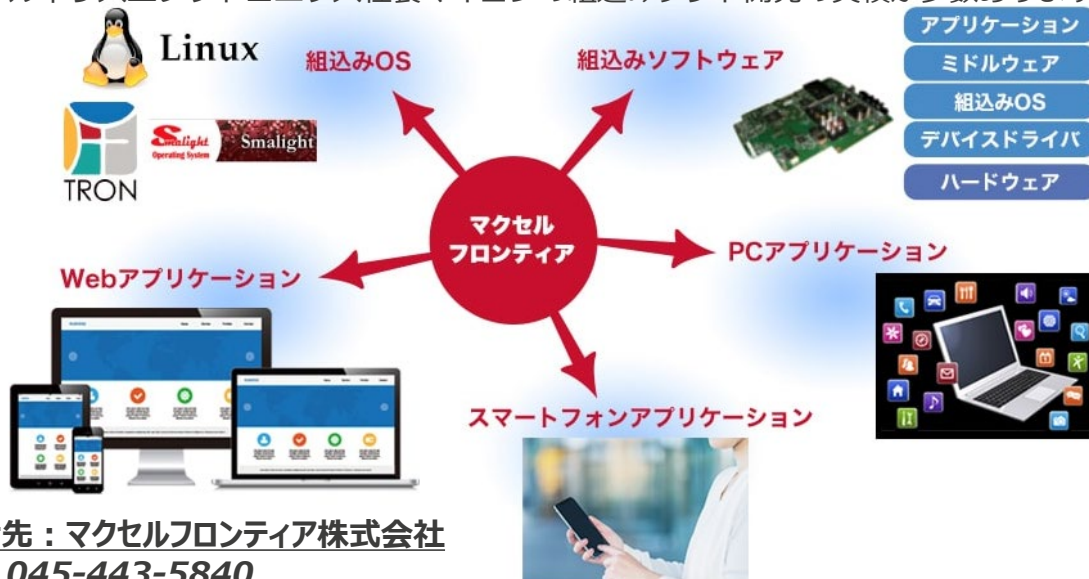 Linux
組込みOS
組込みソフトウェア
アプリケーション
ミドルウェア
組込みOS
デバイスドライバ
ハードウェア
TRON
Smalight
Operating System
Smalight
マクセル
フロンティア
Webアプリケーション
PCアプリケーション
スマートフォンアプリケーション
先：マクセルフロンティア株式会社
045-443-5840